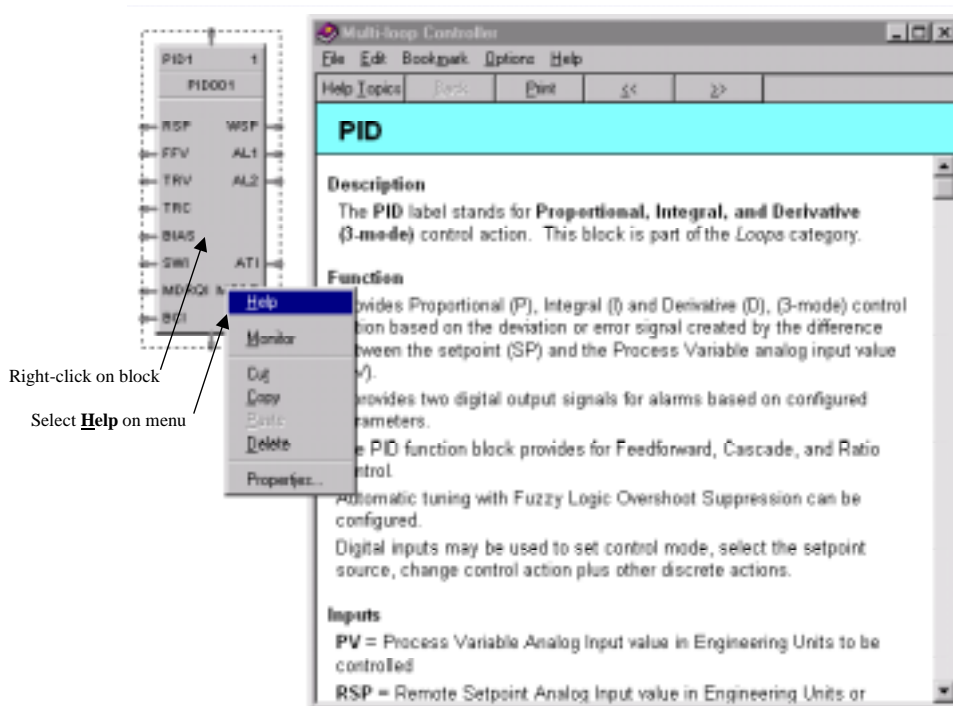 PID1 1
PID001
RSP WSP
FFV AL1
TRV AL2
TRC
BIAS
SWI ATI
MDRQI M
BCI
Right-click on block
Select Help on menu
Help
Monitor
Cut
Copy
Paste
Delete
Properties...
Multi-loop Controller
File Edit Bookmark Options Help
Help Topics Back Print << >>
PID
Description
The PID label stands for Proportional, Integral, and Derivative
(3-mode) control action. This block is part of the Loops category.
Function
ovides Proportional (P), Integral (I) and Derivative (D), (3-mode) control
tion based on the deviation or error signal created by the difference
tween the setpoint (SP) and the Process Variable analog input value
).
provides two digital output signals for alarms based on configured
rameters.
e PID function block provides for Feedforward, Cascade, and Ratio
ntrol.
Automatic tuning with Fuzzy Logic Overshoot Suppression can be
configured.
Digital inputs may be used to set control mode, select the setpoint
source, change control action plus other discrete actions.
Inputs
PV = Process Variable Analog Input value in Engineering Units to be
controlled
RSP = Remote Setpoint Analog Input value in Engineering Units or